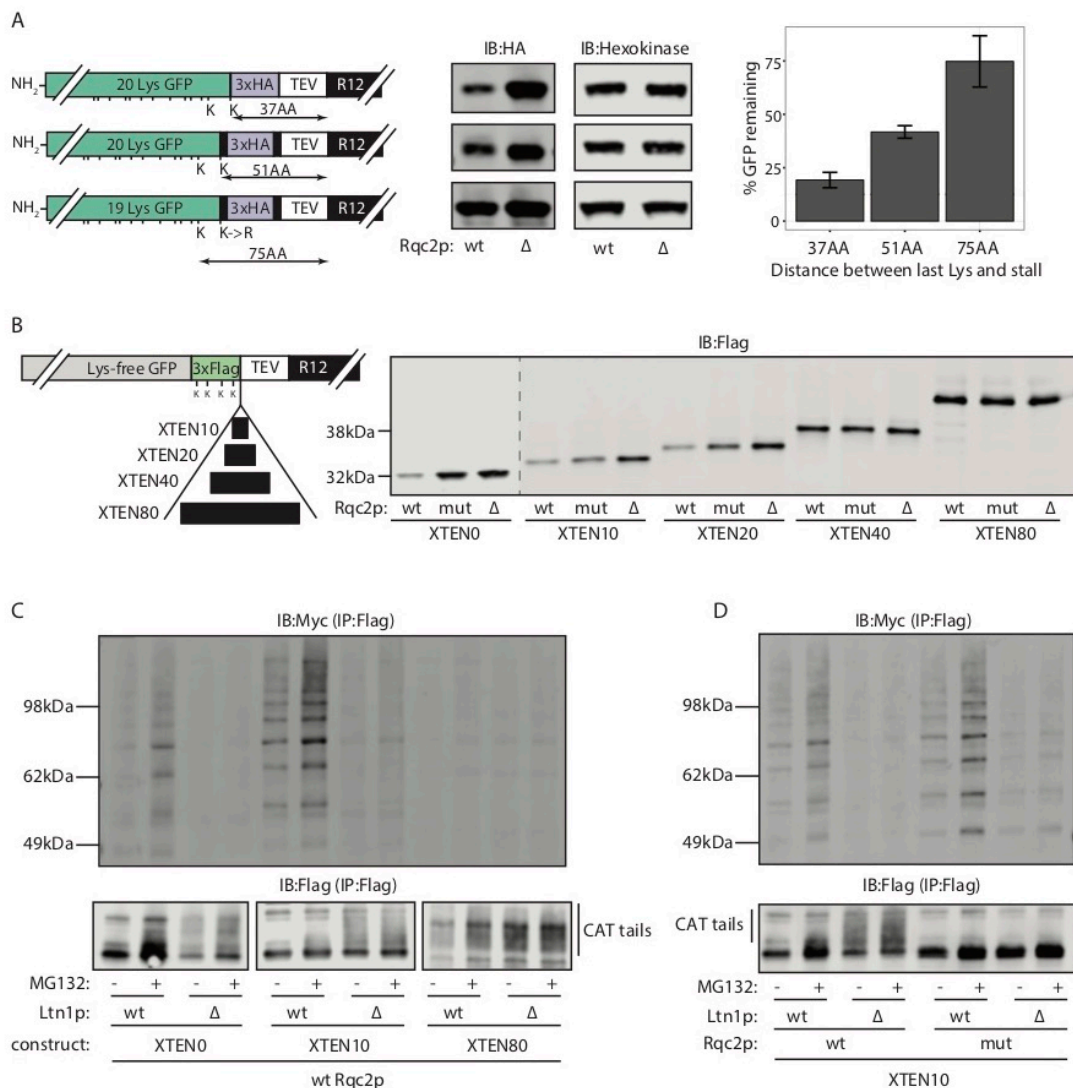 A
IB:HA
IB:Hexokinase
NH2
20 Lys GFP
3xHA
TEV
R12
K
K
37AA
NH2
20 Lys GFP
3xHA
TEV
R12
K
K
51AA
NH2
19 Lys GFP
3xHA
TEV
R12
K
K->R
75AA
Rqc2p:
wt
Δ
wt
Δ
% GFP remaining
75
50
25
0
37AA
51AA
75AA
Distance between last Lys and stall
B
IB:Flag
Lys-free GFP
3xFlag
TEV
R12
K K K K
XTEN10
XTEN20
XTEN40
XTEN80
38kDa
32kDa
Rqc2p: wt mut Δ wt mut Δ wt mut Δ wt mut Δ wt mut Δ
XTEN0 XTEN10 XTEN20 XTEN40 XTEN80
C
IB:Myc (IP:Flag)
98kDa
62kDa
49kDa
IB:Flag (IP:Flag)
CAT tails
MG132: - + - + - + - + - + - +
Ltn1p: wt Δ wt Δ wt Δ
construct: XTEN0 XTEN10 XTEN80
wt Rqc2p
D
IB:Myc (IP:Flag)
98kDa
62kDa
49kDa
IB:Flag (IP:Flag)
CAT tails
MG132: - + - + - + - +
Ltn1p: wt Δ wt Δ
Rqc2p: wt mut
XTEN10